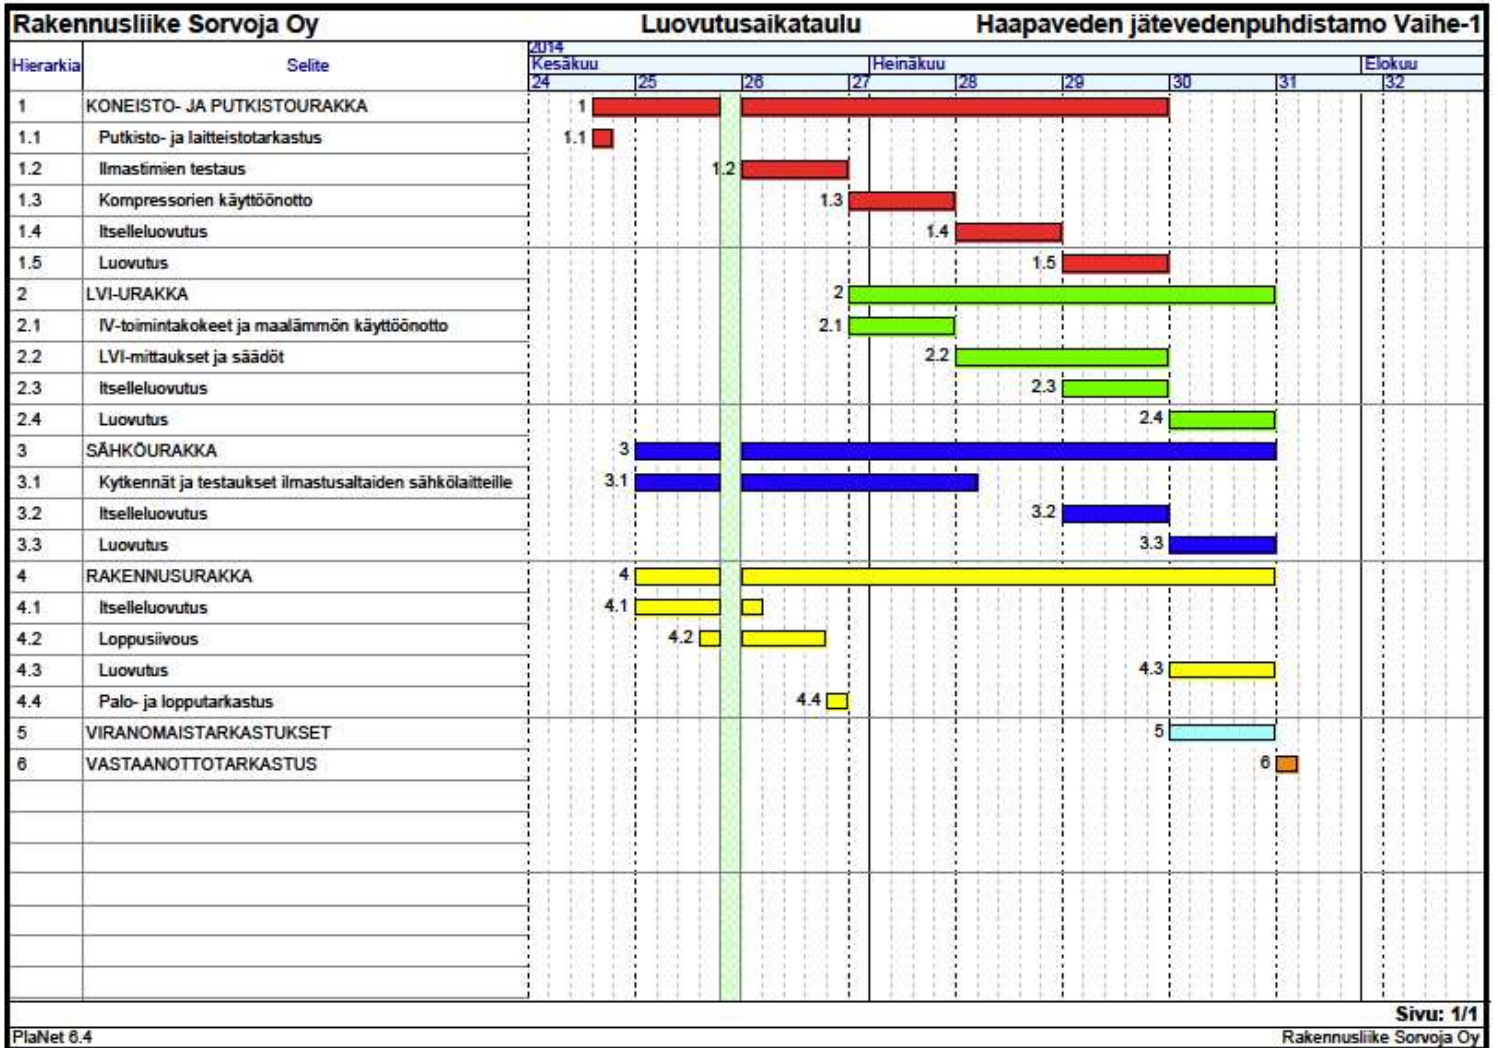 Rakennusliike Sorvoja Oy Luovutusaikataulu Haapaveden jätevedenpuhdistamo Vaihe-1
2014
Hierarkia Selite Kesäkuu Heinäkuu Elokuu
24 25 26 27 28 29 30 31 32
1 KONEISTO- JA PUTKISTOURAKKA 1
1.1 Putkisto- ja laitteistotarkastus 1.1
1.2 Ilmastimien testaus 1.2
1.3 Kompressorien käyttöönotto 1.3
1.4 Itselleluovutus 1.4
1.5 Luovutus 1.5
2 LVI-URAKKA 2
2.1 IV-toimintakokeet ja maalämmön käyttöönotto 2.1
2.2 LVI-mittaukset ja säädöt 2.2
2.3 Itselleluovutus 2.3
2.4 Luovutus 2.4
3 SÄHKÖURAKKA 3
3.1 Kytkennät ja testaukset ilmastusaltaiden sähkölaitteille 3.1
3.2 Itselleluovutus 3.2
3.3 Luovutus 3.3
4 RAKENNUSURAKKA 4
4.1 Itselleluovutus 4.1
4.2 Loppusiivous 4.2
4.3 Luovutus 4.3
4.4 Palo- ja lopputarkastus 4.4
5 VIRANOMAISTARKASTUKSET 5
6 VASTAANOTTOTARKASTUS 6
Sivu: 1/1
PlaNet 6.4 Rakennusliike Sorvoja Oy